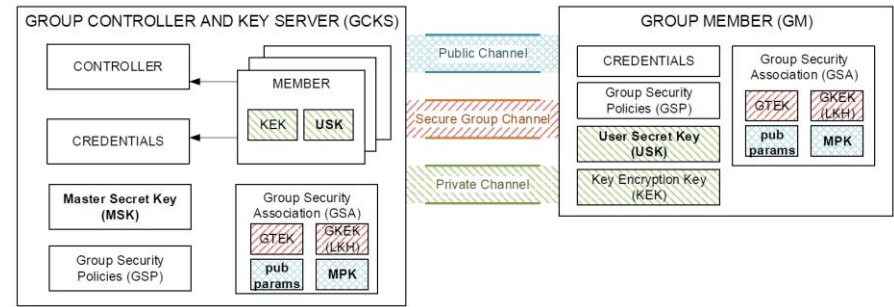 GROUP CONTROLLER AND KEY SERVER (GCKS)
CONTROLLER
CREDENTIALS
MEMBER
KEK
USK
Master Secret Key
(MSK)
Group Security
Policies (GSP)
Group Security
Association (GSA)
GTEK
GKEK
(LKH)
pub
params
MPK
Public Channel
Secure Group Channel
Private Channel
GROUP MEMBER (GM)
CREDENTIALS
Group Security
Policies (GSP)
User Secret Key
(USK)
Key Encryption Key
(KEK)
Group Security
Association (GSA)
GTEK
GKEK
(LKH)
pub
params
MPK